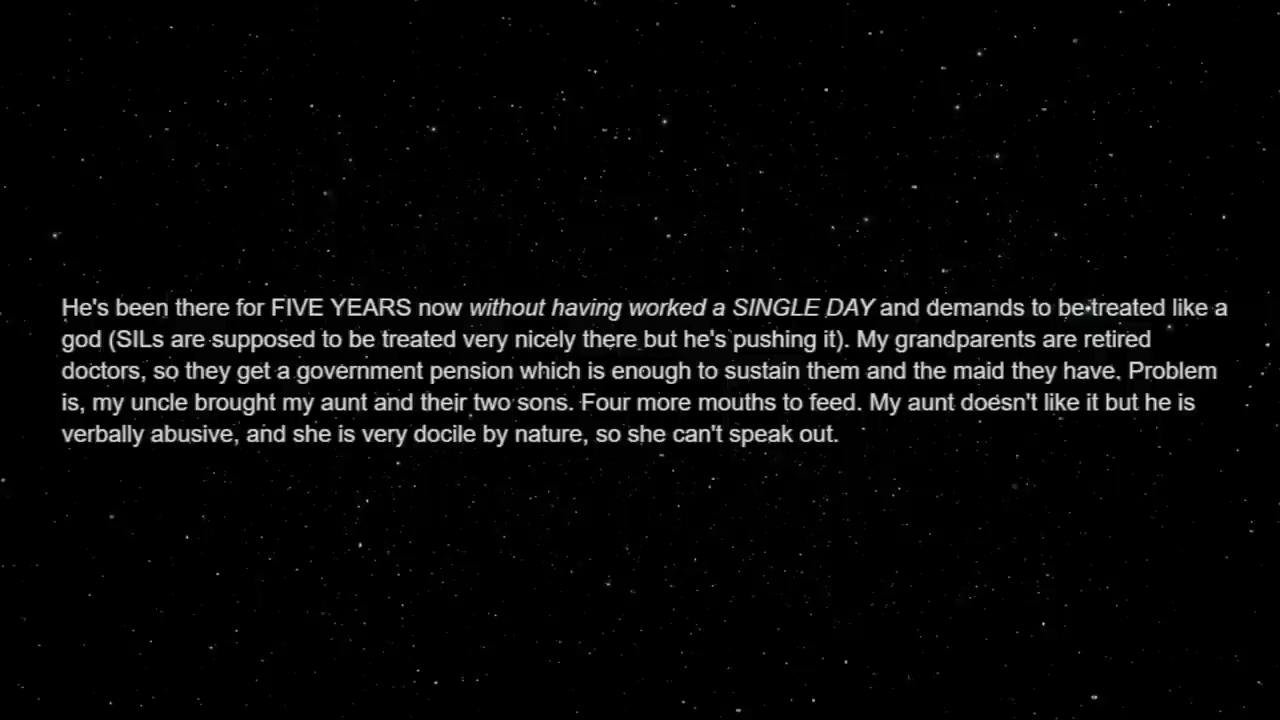 He's been there for FIVE YEARS now without having worked a SINGLE DAY and demands to be treated like a
god (SILs are supposed to be treated very nicely there but he's pushing it). My grandparents are retired
doctors, so they get a government pension which is enough to sustain them and the maid they have. Problem
is, my uncle brought my aunt and their two sons. Four more mouths to feed. My aunt doesn't like it but he is
verbally abusive, and she is very docile by nature, so she can't speak out.